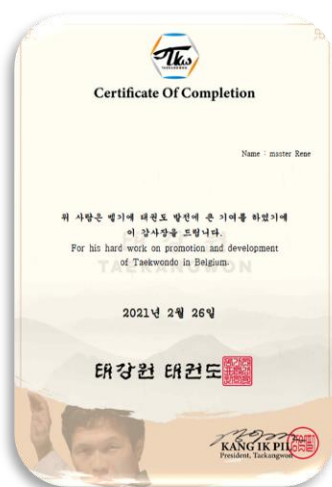 Tkw
Certificate Of Completion
Name : master Rene
위 사람은 벨기에 태권도 발전에 큰 기여를 하였기에
이 감사장을 드립니다.
For his hard work on promotion and development
of Taekwondo in Belgium.
TAEKANGWON
2021년 2월 26일
태강원 태권도
KANG IK PIL
President, Taekangwon